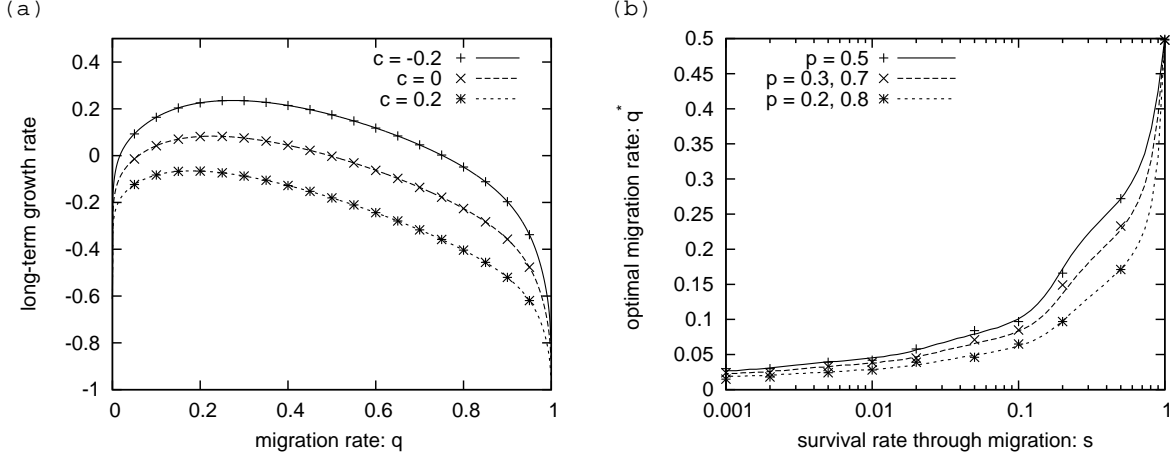 (a)
0.4
0.2
0
-0.2
-0.4
-0.6
-0.8
-1
0 0.2 0.4 0.6 0.8 1
long-term growth rate
migration rate: q
c = -0.2
c = 0
c = 0.2
(b)
0.5
0.45
0.4
0.35
0.3
0.25
0.2
0.15
0.1
0.05
0
0.001 0.01 0.1 1
optimal migration rate: q*
survival rate through migration: s
p = 0.5
p = 0.3, 0.7
p = 0.2, 0.8